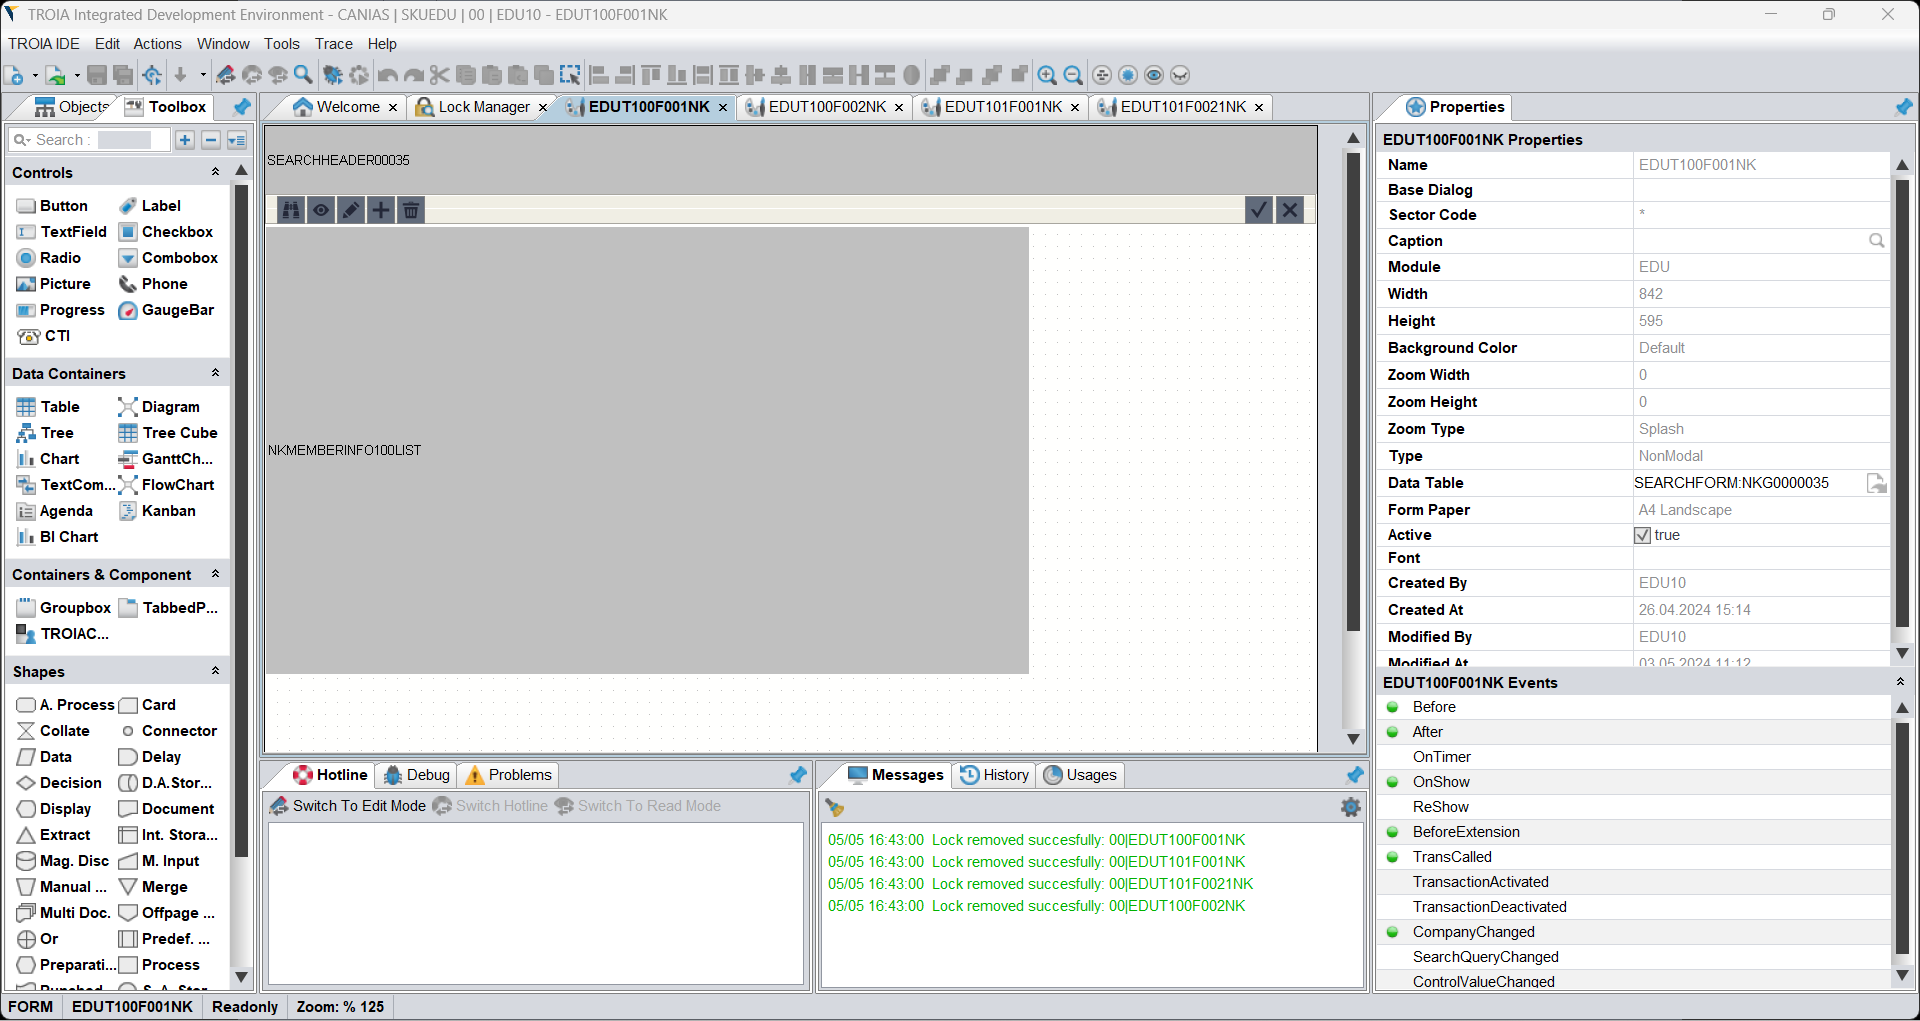 TROIA Integrated Development Environment - CANIAS | SKUEDU | 00 | EDU10 - EDUT100F001NK
TROIA IDE Edit Actions Window Tools Trace Help
Objects Toolbox
Search :
Controls
Button Label
TextField Checkbox
Radio Combobox
Picture Phone
Progress GaugeBar
CTI
Data Containers
Table Diagram
Tree Tree Cube
Chart GanttCh...
TextCom... FlowChart
Agenda Kanban
BI Chart
Containers & Component
Groupbox TabbedP...
TROIAC...
Shapes
A. Process Card
Collate Connector
Data Delay
Decision D.A.Stor...
Display Document
Extract Int. Stora...
Mag. Disc M. Input
Manual ... Merge
Multi Doc. Offpage ...
Or Predef. ...
Preparati... Process
Welcome Lock Manager EDUT100F001NK EDUT100F002NK EDUT101F001NK EDUT101F0021NK
SEARCHHEADER00035
NKMEMBERINFO100LIST
Hotline Debug Problems
Switch To Edit Mode Switch Hotline Switch To Read Mode
Messages History Usages
05/05 16:43:00 Lock removed succesfully: 00|EDUT100F001NK
05/05 16:43:00 Lock removed succesfully: 00|EDUT101F001NK
05/05 16:43:00 Lock removed succesfully: 00|EDUT101F0021NK
05/05 16:43:00 Lock removed succesfully: 00|EDUT100F002NK
Properties
EDUT100F001NK Properties
Name EDUT100F001NK
Base Dialog
Sector Code *
Caption
Module EDU
Width 842
Height 595
Background Color Default
Zoom Width 0
Zoom Height 0
Zoom Type Splash
Type NonModal
Data Table SEARCHFORM:NKG0000035
Form Paper A4 Landscape
Active true
Font
Created By EDU10
Created At 26.04.2024 15:14
Modified By EDU10
Modified At 03.05.2024 11:12
EDUT100F001NK Events
Before
After
OnTimer
OnShow
ReShow
BeforeExtension
TransCalled
TransactionActivated
TransactionDeactivated
CompanyChanged
SearchQueryChanged
ControlValueChanged
FORM EDUT100F001NK Readonly Zoom: % 125